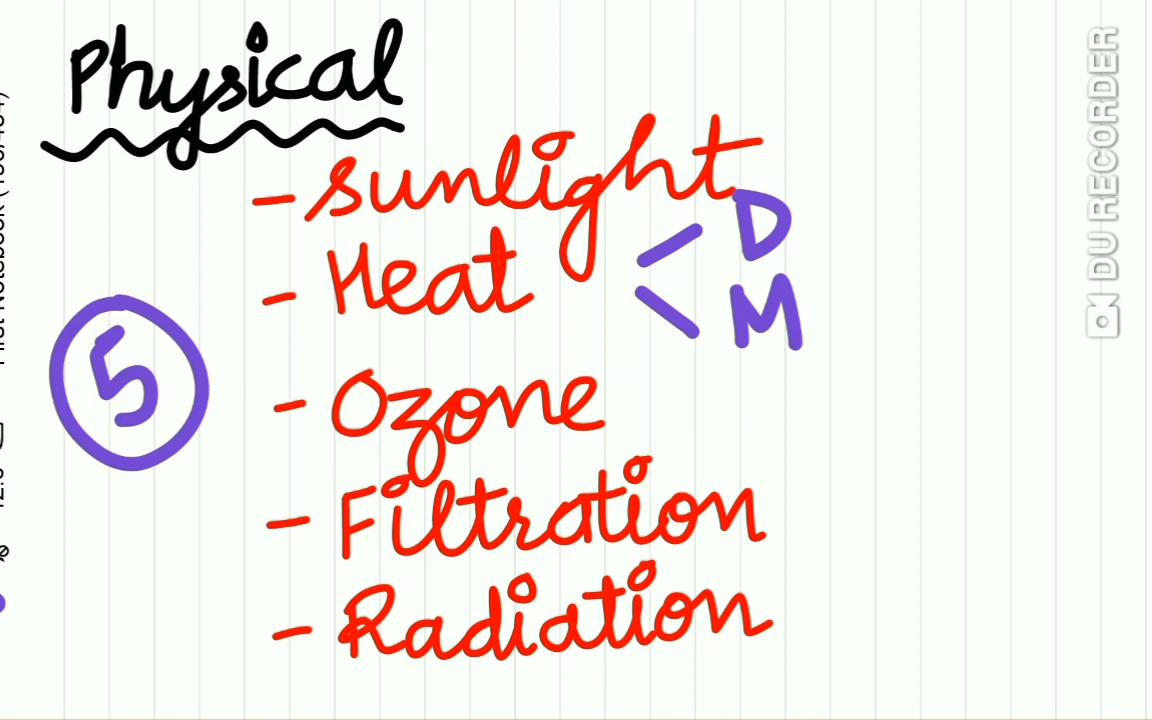 Physical
- Sunlight
- Heat < D
< M
5
- Ozone
- Filtration
- Radiation
DU RECORDER